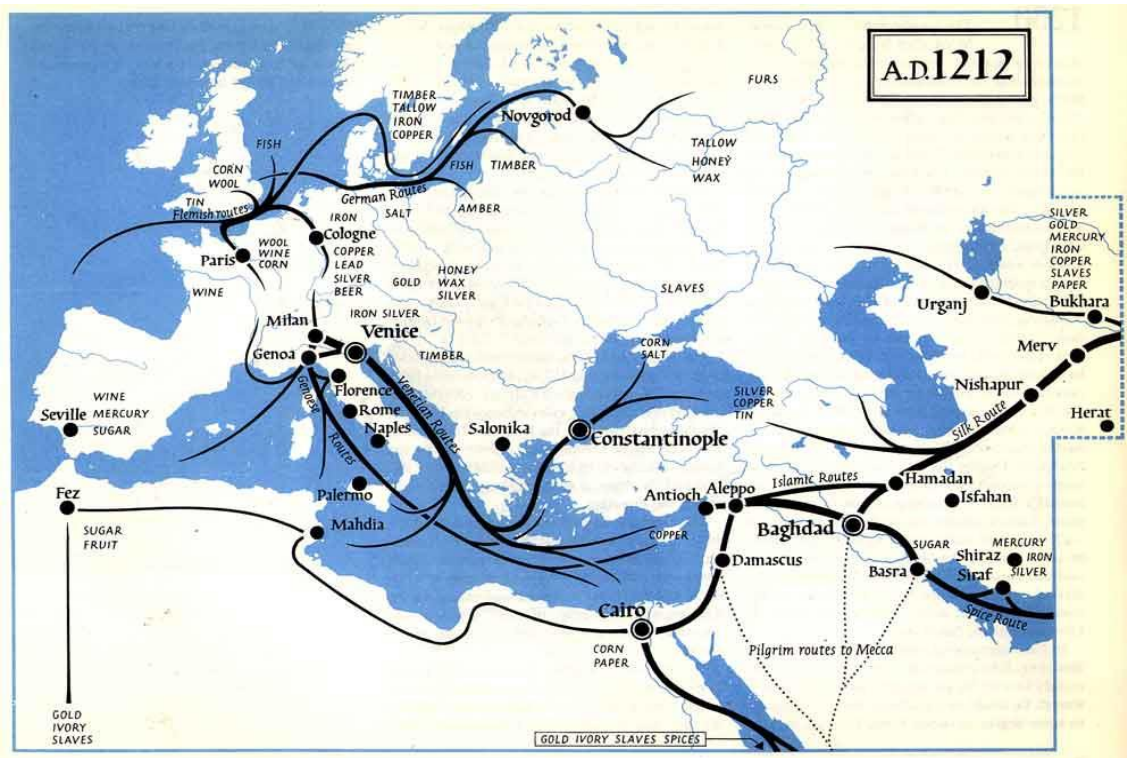 A.D.1212
FURS
TIMBER
TALLOW
IRON
COPPER
Novgorod
FISH
TALLOW
HONEY
WAX
FISH
TIMBER
CORN
WOOL
TIN
Flemish routes
German Routes
SALT
AMBER
IRON
Cologne
COPPER
LEAD
SILVER
BEER
Paris
WOOL
WINE
CORN
WINE
GOLD
HONEY
WAX
SILVER
SLAVES
SILVER
GOLD
MERCURY
IRON
COPPER
SLAVES
PAPER
Urganj
Bukhara
Merv
Nishapur
Herat
Silk Route
Milan
IRON SILVER
Venice
Genoa
TIMBER
CORN
SALT
Florence
Rome
Naples
Genoese
Routes
Venetian Routes
WINE
MERCURY
SUGAR
Seville
Salonika
Constantinople
SILVER
COPPER
TIN
Palermo
Fez
SUGAR
FRUIT
Mahdia
Antioch
Aleppo
Islamic Routes
Hamadan
Isfahan
Baghdad
COPPER
Damascus
SUGAR
Basra
MERCURY
IRON
SILVER
Shiraz
Siraf
Spice Route
Cairo
CORN
PAPER
Pilgrim routes to Mecca
GOLD
IVORY
SLAVES
GOLD IVORY SLAVES SPICES